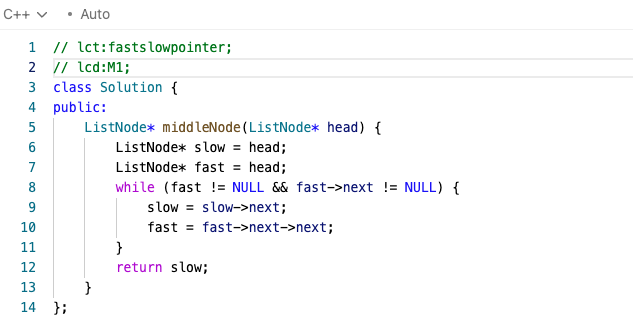 C++ Auto
1 // lct:fastslowpointer;
2 // lcd:M1;
3 class Solution {
4 public:
5     ListNode* middleNode(ListNode* head) {
6         ListNode* slow = head;
7         ListNode* fast = head;
8         while (fast != NULL && fast->next != NULL) {
9             slow = slow->next;
10             fast = fast->next->next;
11         }
12         return slow;
13     }
14 };